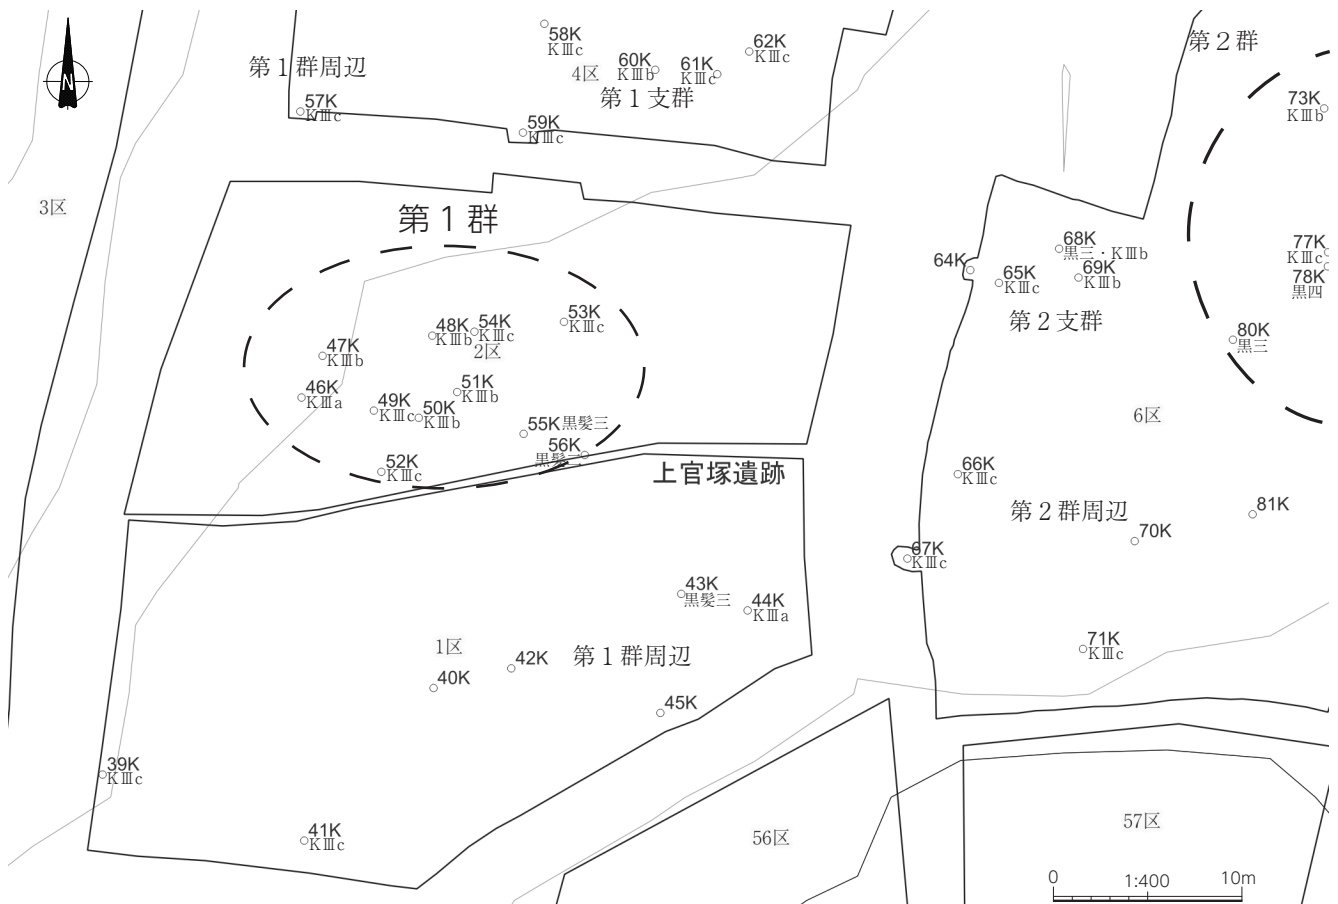 N
第1群周辺
57K
KⅢc
58K
KⅢc
4区
60K
KⅢb
61K
KⅢc
62K
KⅢc
第1支群
59K
KⅢc
第2群
73K
KⅢb
3区
第1群
47K
KⅢb
46K
KⅢa
48K
KⅢb
54K
KⅢc
2区
53K
KⅢc
49K
KⅢc
50K
KⅢb
51K
KⅢb
52K
KⅢc
55K 黒髪三
56K
上官塚遺跡
64K
65K
KⅢc
68K
黒三・KⅢb
69K
KⅢb
第2支群
77K
KⅢc
78K
黒四
80K
黒三
6区
66K
KⅢc
第2群周辺
67K
KⅢc
70K
81K
71K
KⅢc
43K
黒髪三
44K
KⅢa
1区
第1群周辺
42K
40K
45K
39K
KⅢc
41K
KⅢc
56区
57区
0 1:400 10m